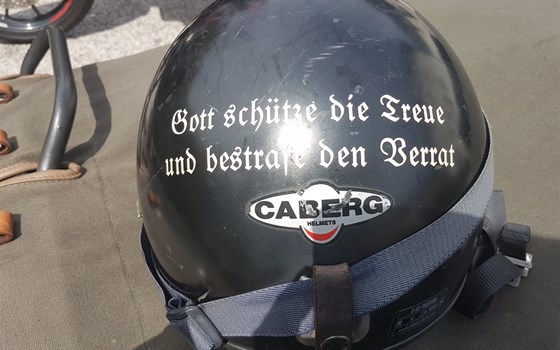 Gott schütze die Treue
und bestrafe den Verrat
CABERG
HELMETS